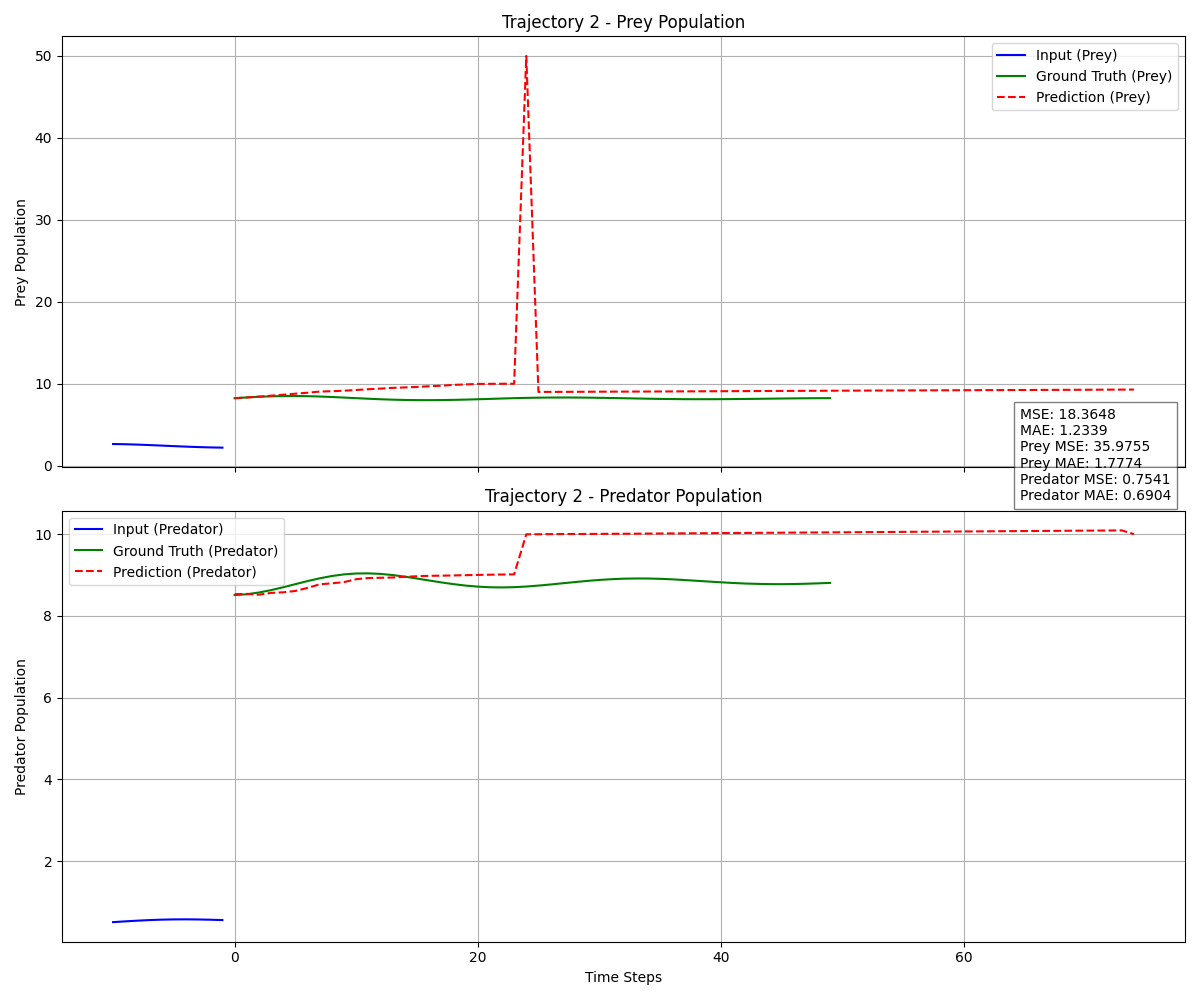 Trajectory 2 - Prey Population
50
40
30
20
10
0
Prey Population
Input (Prey)
Ground Truth (Prey)
Prediction (Prey)
MSE: 18.3648
MAE: 1.2339
Prey MSE: 35.9755
Prey MAE: 1.7774
Predator MSE: 0.7541
Predator MAE: 0.6904
Trajectory 2 - Predator Population
Input (Predator)
Ground Truth (Predator)
Prediction (Predator)
10
8
6
4
2
Predator Population
0
20
40
60
Time Steps